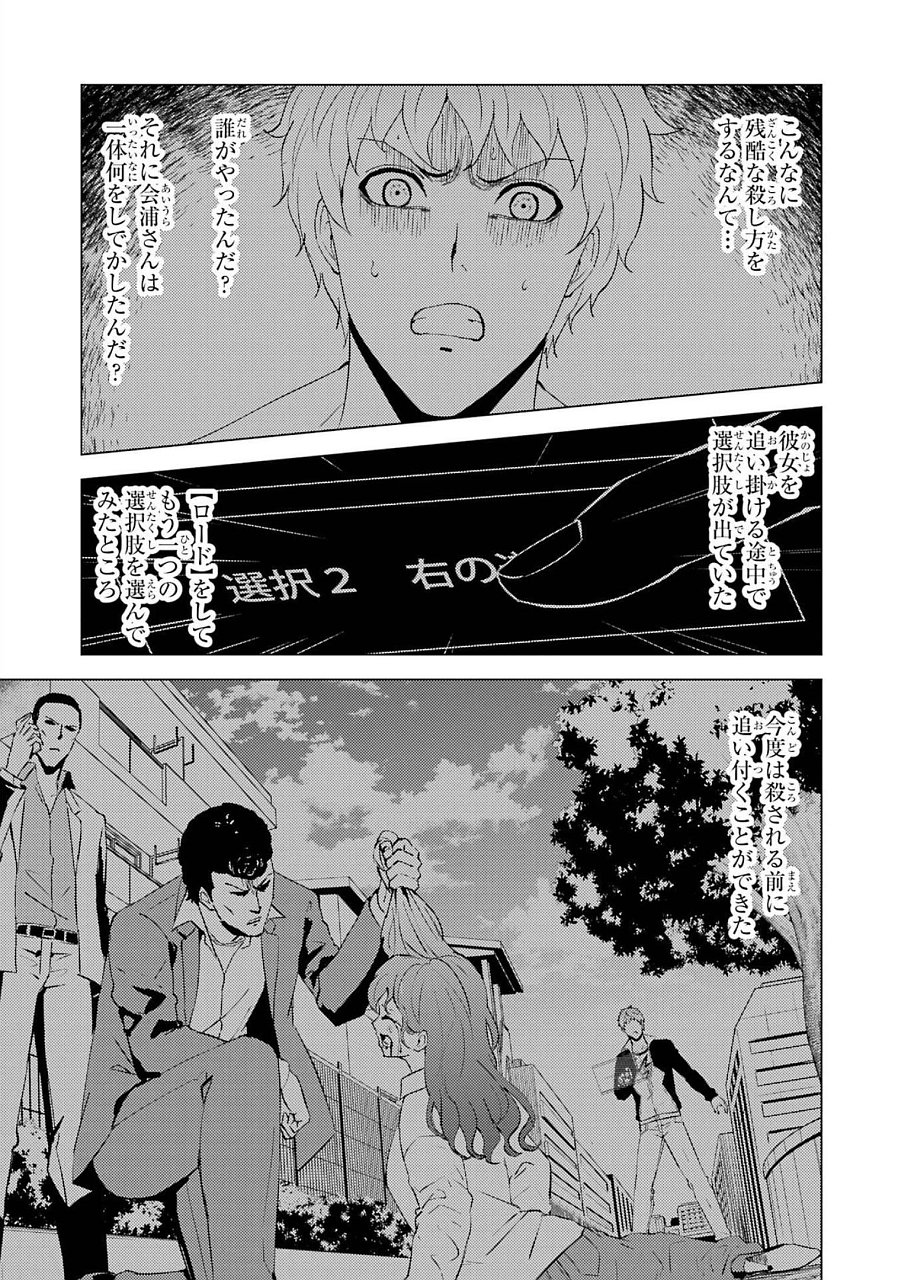 こんなに
残酷な殺し方を
するなんて…
誰がやったんだ?
それに会浦さんは
一体何をしでかしたんだ?
彼女を
追い掛ける途中で
選択肢が出ていた
選択2 右の
【ロード】をして
もう一つの
選択肢を選んで
みたところ
今度は殺される前に
追い付くことができた